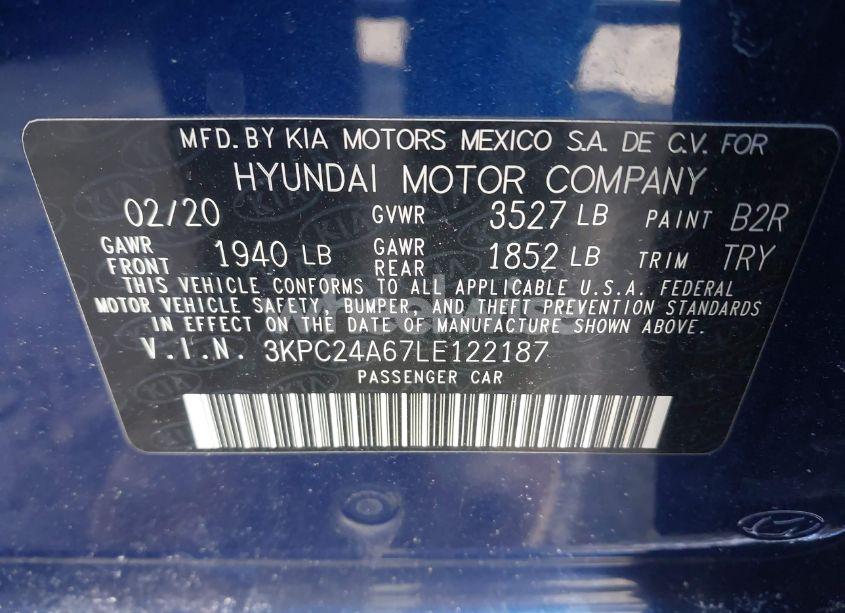 MFD. BY KIA MOTORS MEXICO S.A. DE C.V. FOR
HYUNDAI MOTOR COMPANY
02/20 GVWR 3527 LB PAINT B2R
GAWR FRONT 1940 LB GAWR REAR 1852 LB TRIM TRY
THIS VEHICLE CONFORMS TO ALL APPLICABLE U.S.A. FEDERAL
MOTOR VEHICLE SAFETY, BUMPER, AND THEFT PREVENTION STANDARDS
IN EFFECT ON THE DATE OF MANUFACTURE SHOWN ABOVE.
V.I.N. 3KPC24A67LE122187
PASSENGER CAR